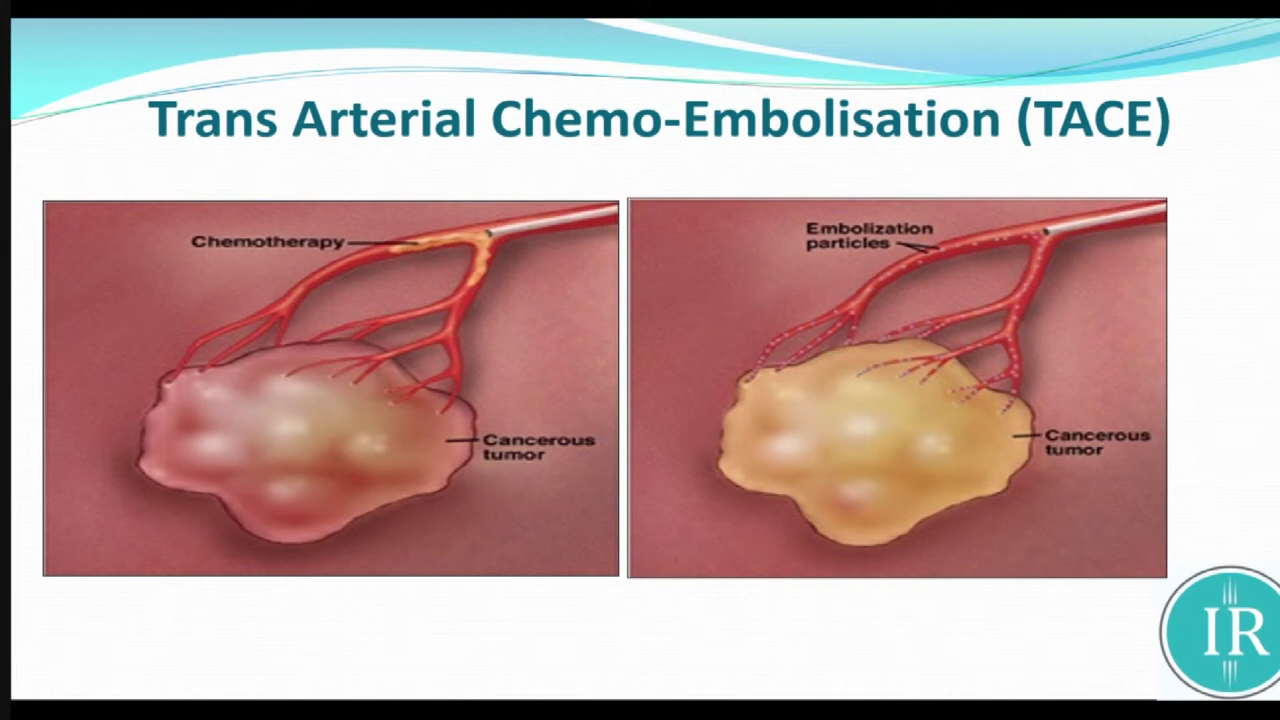 Trans Arterial Chemo-Embolisation (TACE)
Chemotherapy
Cancerous
tumor
Embolization
particles
Cancerous
tumor
IR